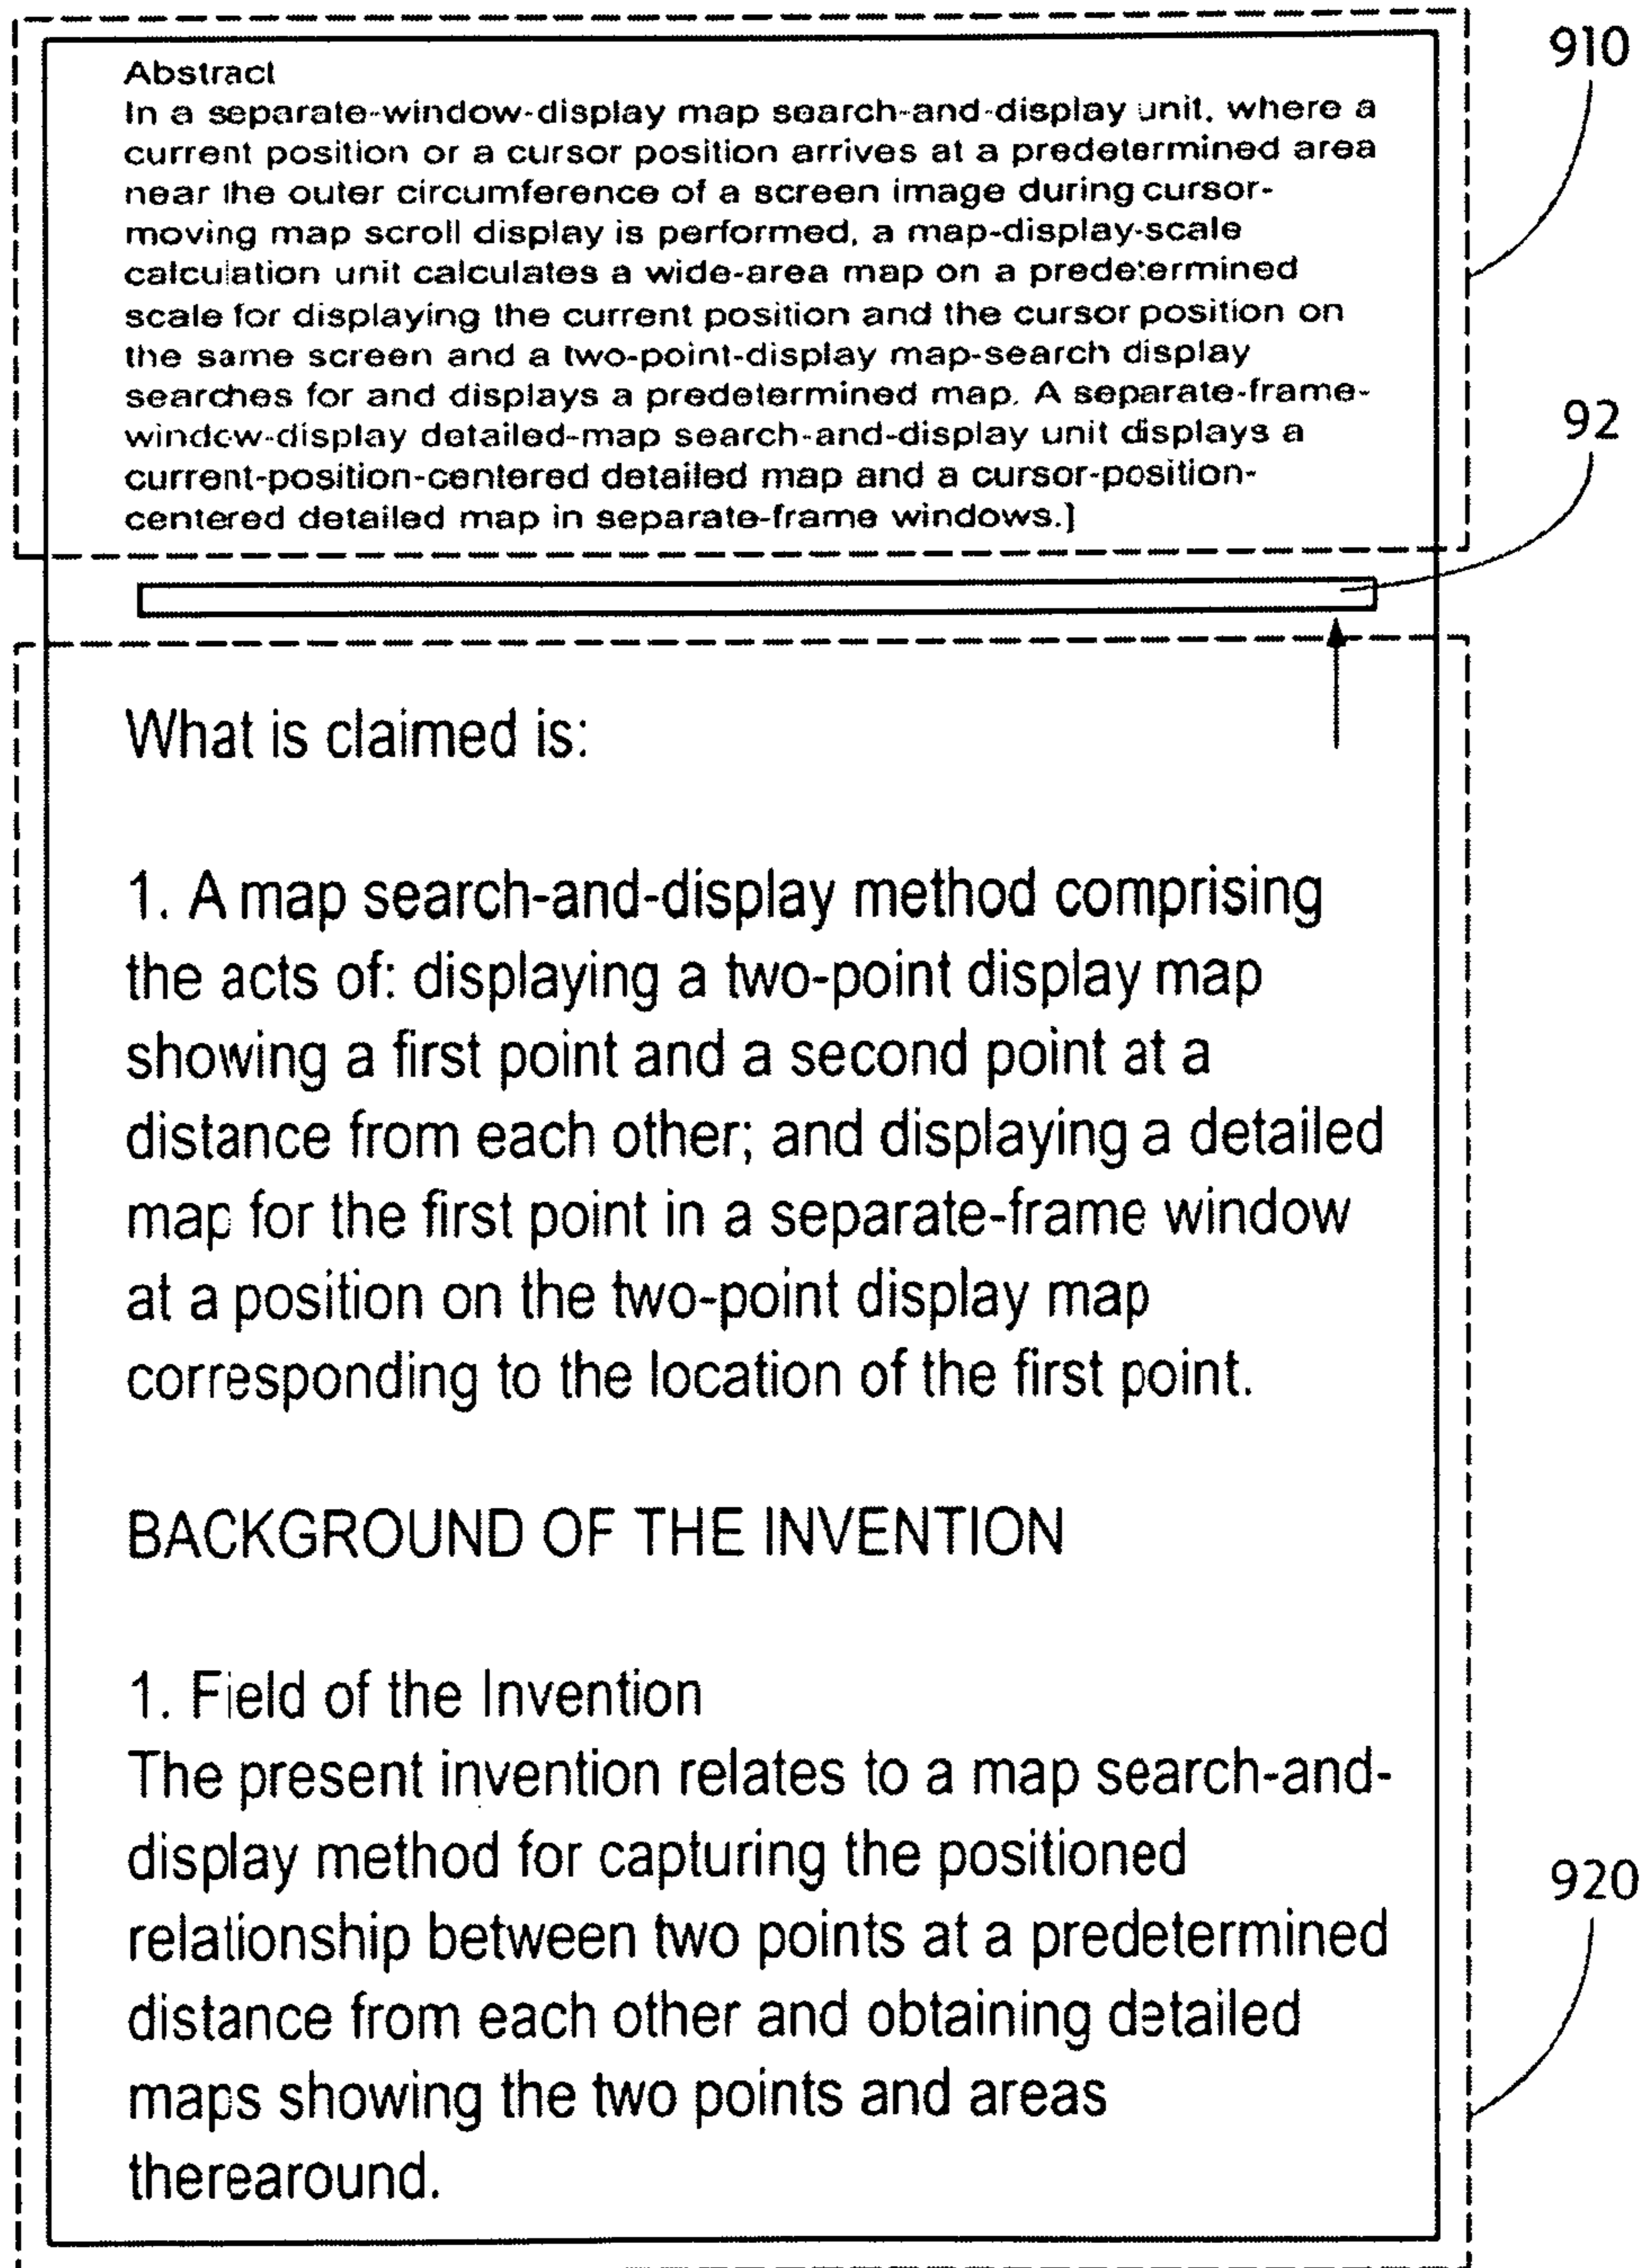 Abstract
In a separate-window-display map search-and-display unit, where a
current position or a cursor position arrives at a predetermined area
near the outer circumference of a screen image during cursor-
moving map scroll display is performed, a map-display-scale
calculation unit calculates a wide-area map on a predetermined
scale for displaying the current position and the cursor position on
the same screen and a two-point-display map-search display
searches for and displays a predetermined map. A separate-frame-
window-display detailed-map search-and-display unit displays a
current-position-centered detailed map and a cursor-position-
centered detailed map in separate-frame windows.]
910
92
What is claimed is:
1. A map search-and-display method comprising
the acts of: displaying a two-point display map
showing a first point and a second point at a
distance from each other; and displaying a detailed
map for the first point in a separate-frame window
at a position on the two-point display map
corresponding to the location of the first point.
BACKGROUND OF THE INVENTION
1. Field of the Invention
The present invention relates to a map search-and-
display method for capturing the positioned
relationship between two points at a predetermined
distance from each other and obtaining detailed
maps showing the two points and areas
therearound.
920